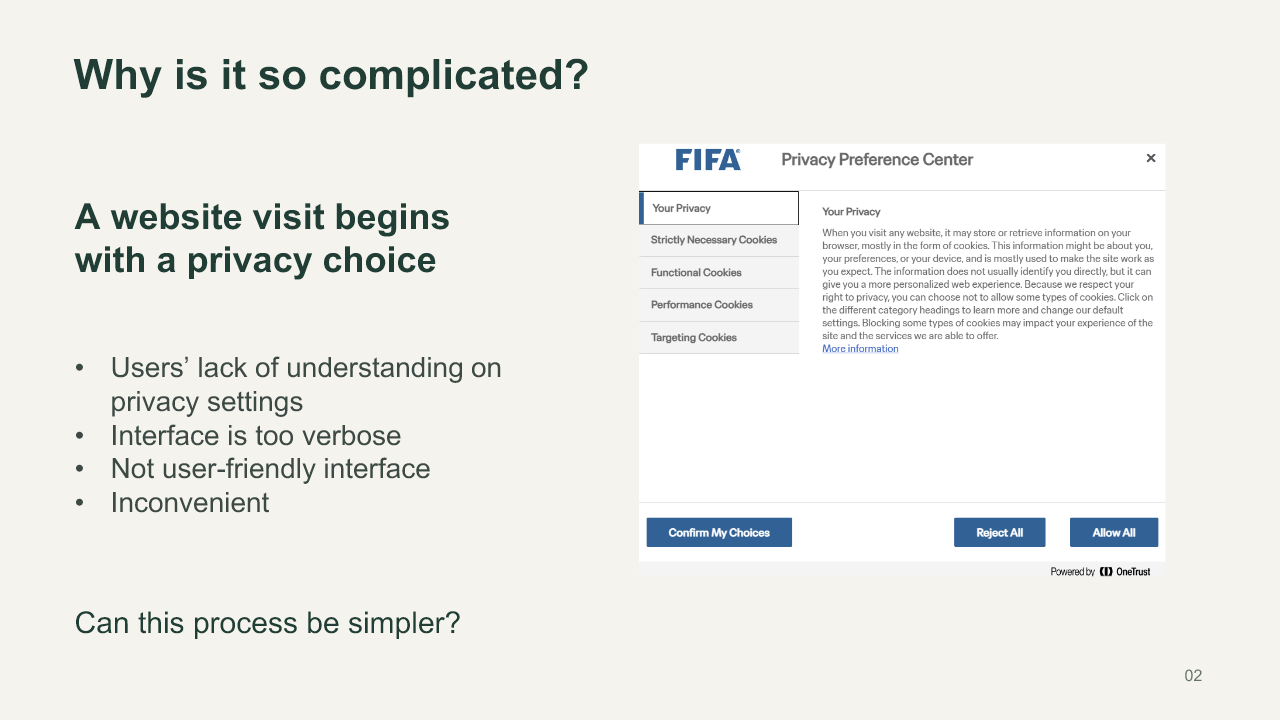 Why is it so complicated?
A website visit begins
with a privacy choice
• Users’ lack of understanding on
privacy settings
• Interface is too verbose
• Not user-friendly interface
• Inconvenient
Can this process be simpler?
FIFA®
Privacy Preference Center
×
Your Privacy
Strictly Necessary Cookies
Functional Cookies
Performance Cookies
Targeting Cookies
Your Privacy
When you visit any website, it may store or retrieve information on your
browser, mostly in the form of cookies. This information might be about you,
your preferences, or your device, and is mostly used to make the site work as
you expect. The information does not usually identify you directly, but it can
give you a more personalized web experience. Because we respect your
right to privacy, you can choose not to allow some types of cookies. Click on
the different category headings to learn more and change our default
settings. Blocking some types of cookies may impact your experience of the
site and the services we are able to offer.
More information
Confirm My Choices
Reject All
Allow All
Powered by OneTrust
02